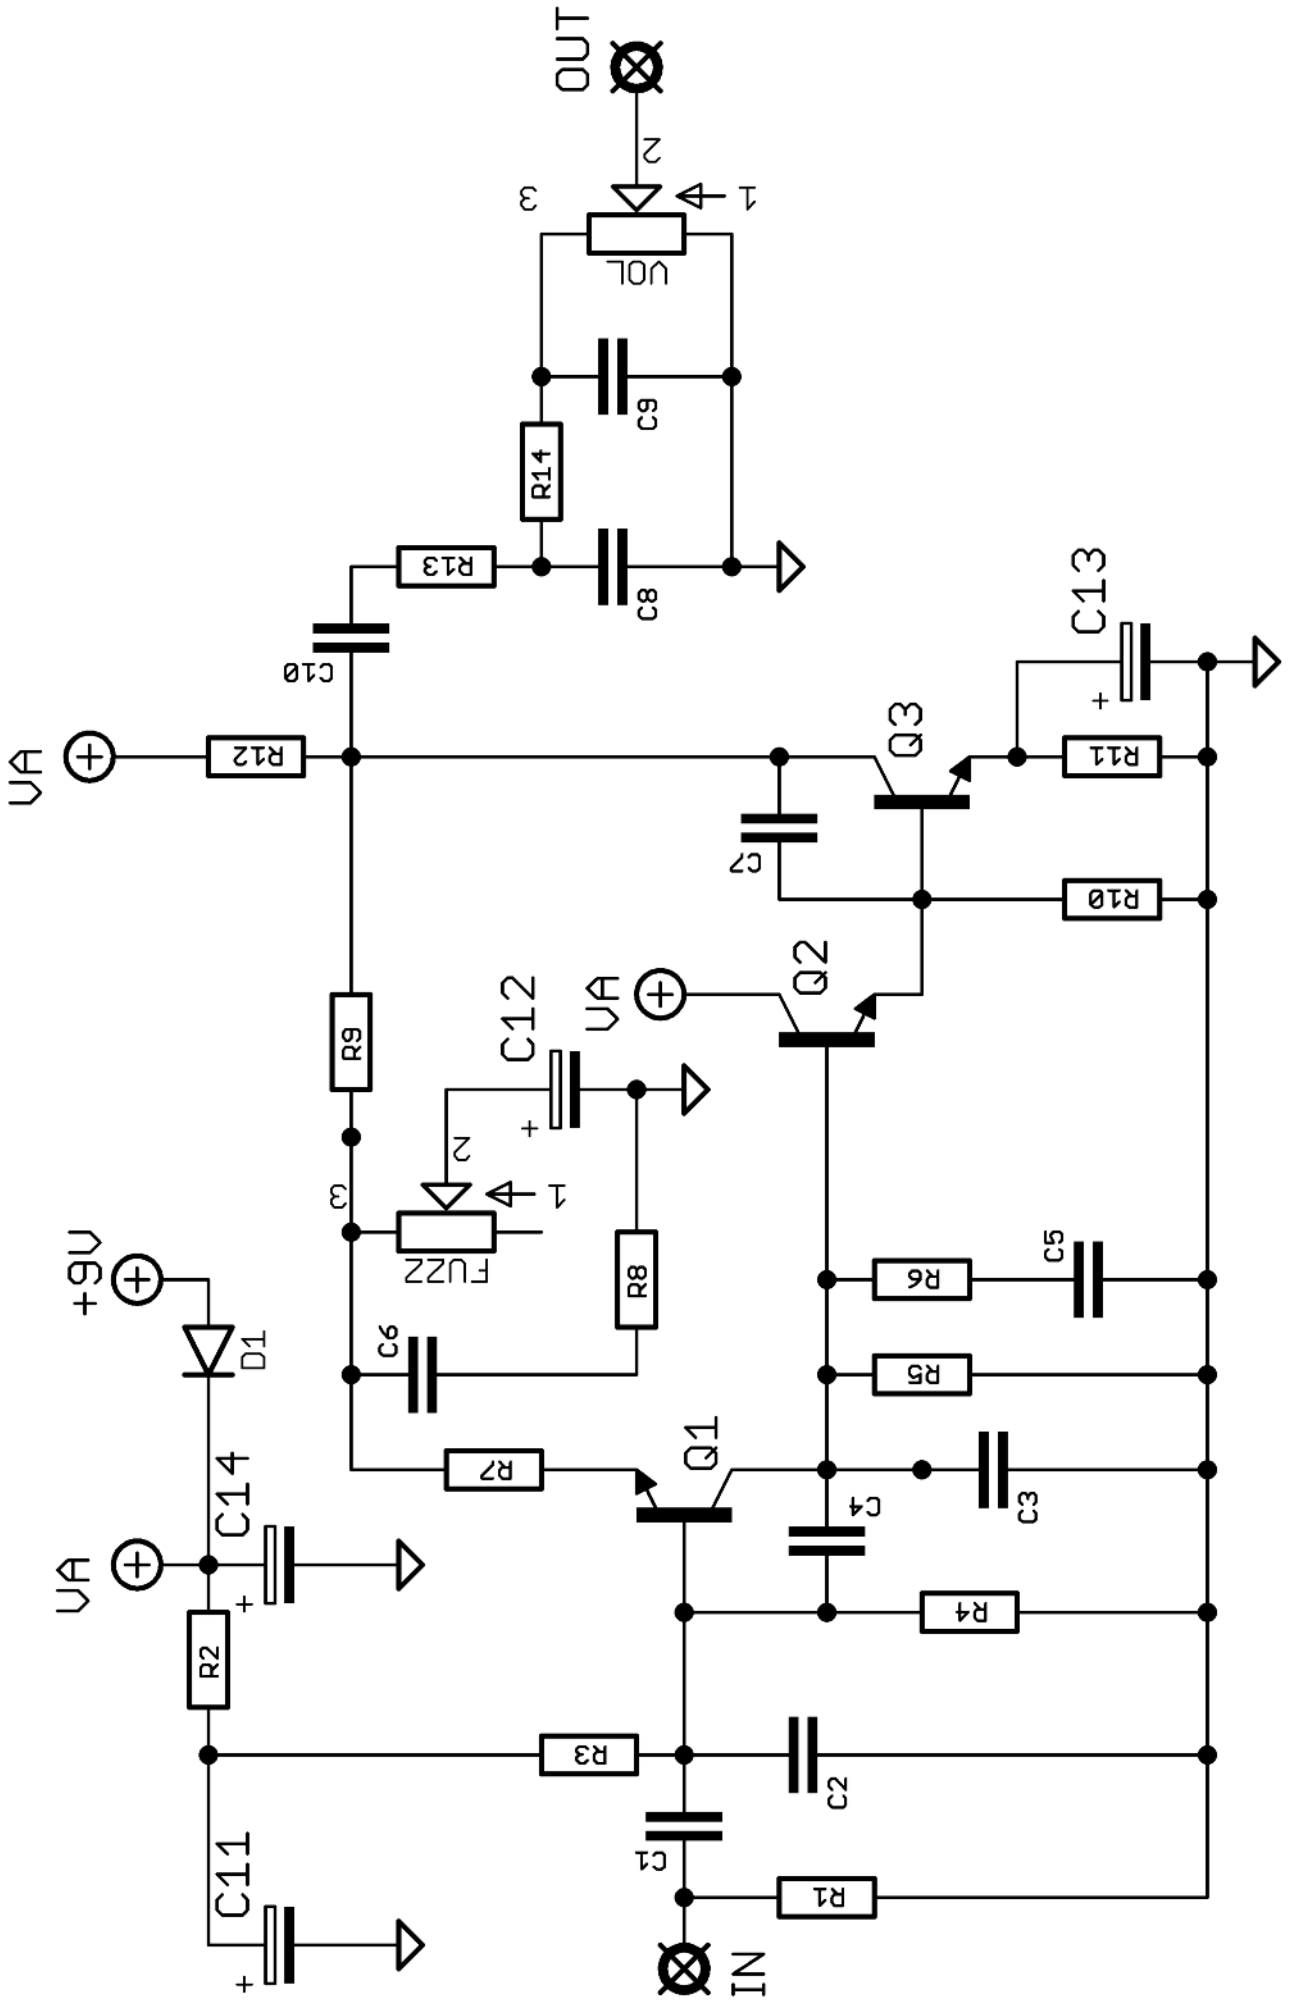 +9V
D1
VA
C14
+
R2
C11
+
VA
R12
R9
C10
R13
R14
C8
C9
3
VOL
1
2
OUT
3
FUZZ
1
2
C12
+
C6
R8
R7
R3
Q1
VA
Q2
C7
Q3
IN
C1
C2
R1
R4
C4
C3
R5
R6
C5
R10
R11
C13
+